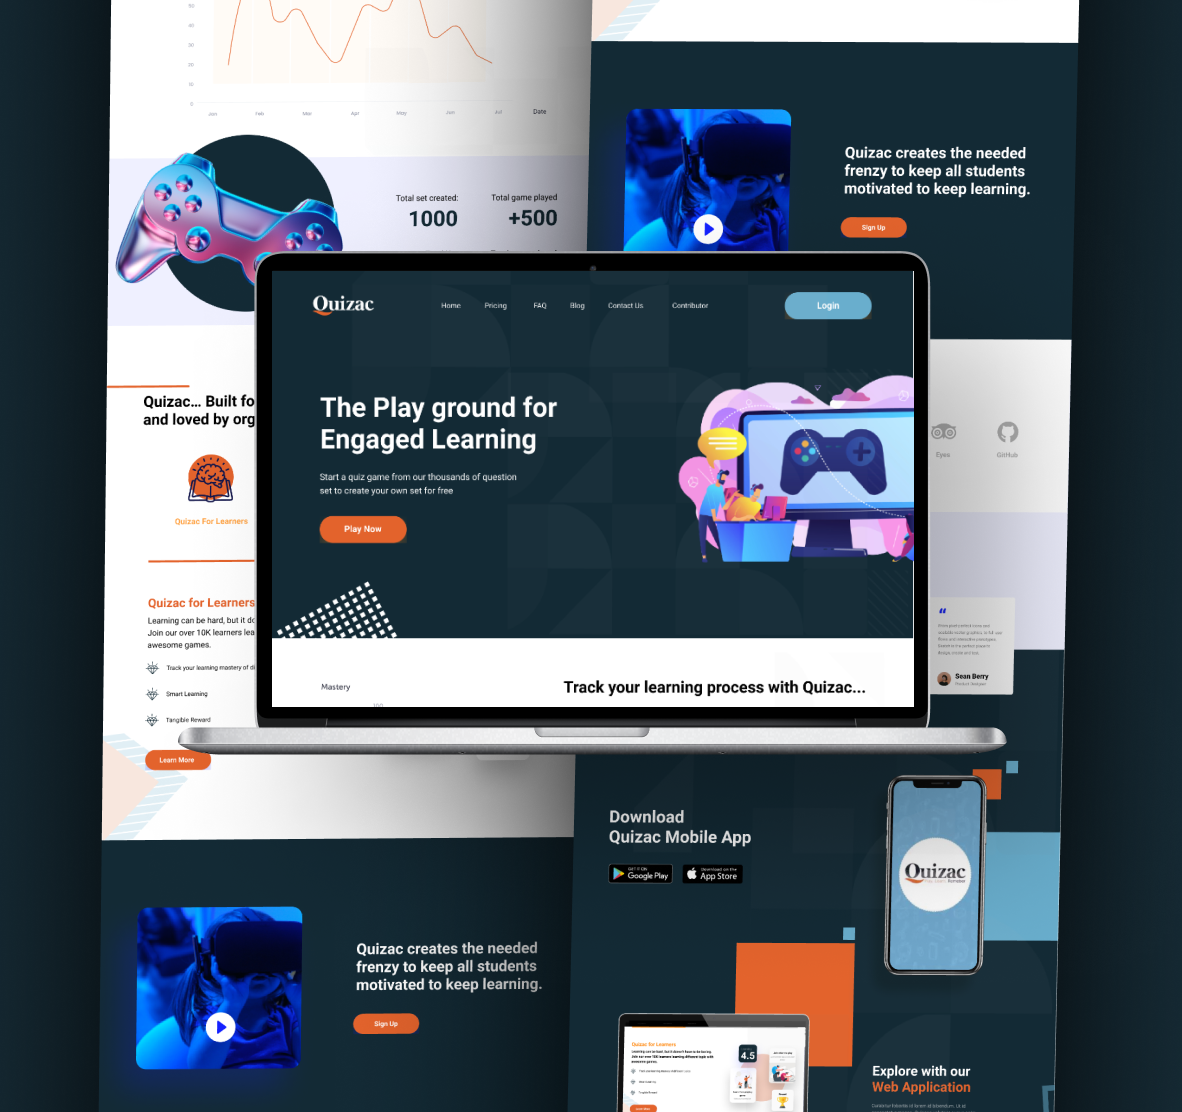 50
40
30
20
10
0
Jan
Feb
Mar
Apr
May
Jun
Jul
Date
Total set created:
1000
Total game played
+500
Quizac creates the needed
frenzy to keep all students
motivated to keep learning.
Sign Up
Quizac
Home
Pricing
FAQ
Blog
Contact Us
Contributor
Login
The Play ground for
Engaged Learning
Start a quiz game from our thousands of question
set to create your own set for free
Play Now
Mastery
100
Track your learning process with Quizac...
Quizac... Built fo
and loved by org
Quizac For Learners
Quizac for Learners
Learning can be hard, but it do
Join our over 10K learners lea
awesome games.
Track your learning mastery of di
Smart Learning
Tangible Reward
Learn More
Eyes
GitHub
“
Sean Berry
Download
Quizac Mobile App
GET IT ON
Google Play
Download on the
App Store
Quizac
Quizac creates the needed
frenzy to keep all students
motivated to keep learning.
Sign Up
Quizac for Learners
4.5
Explore with our
Web Application